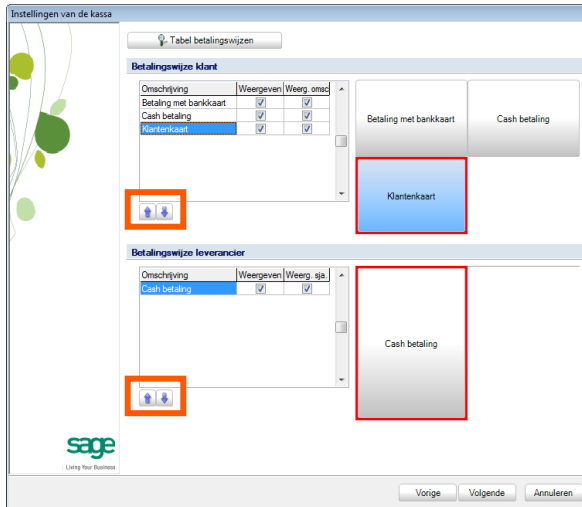 Instellingen van de kassa
Tabel betalingswijzen
Betalingswijze klant
Omschrijving Weergeven Weerg. omsc
Betaling met bankkaart
Cash betaling
Klantenkaart
Betaling met bankkaart Cash betaling
Klantenkaart
Betalingswijze leverancier
Omschrijving Weergeven Weerg. sja.
Cash betaling
Cash betaling
sage
Living Your Business
Vorige Volgende Annuleren